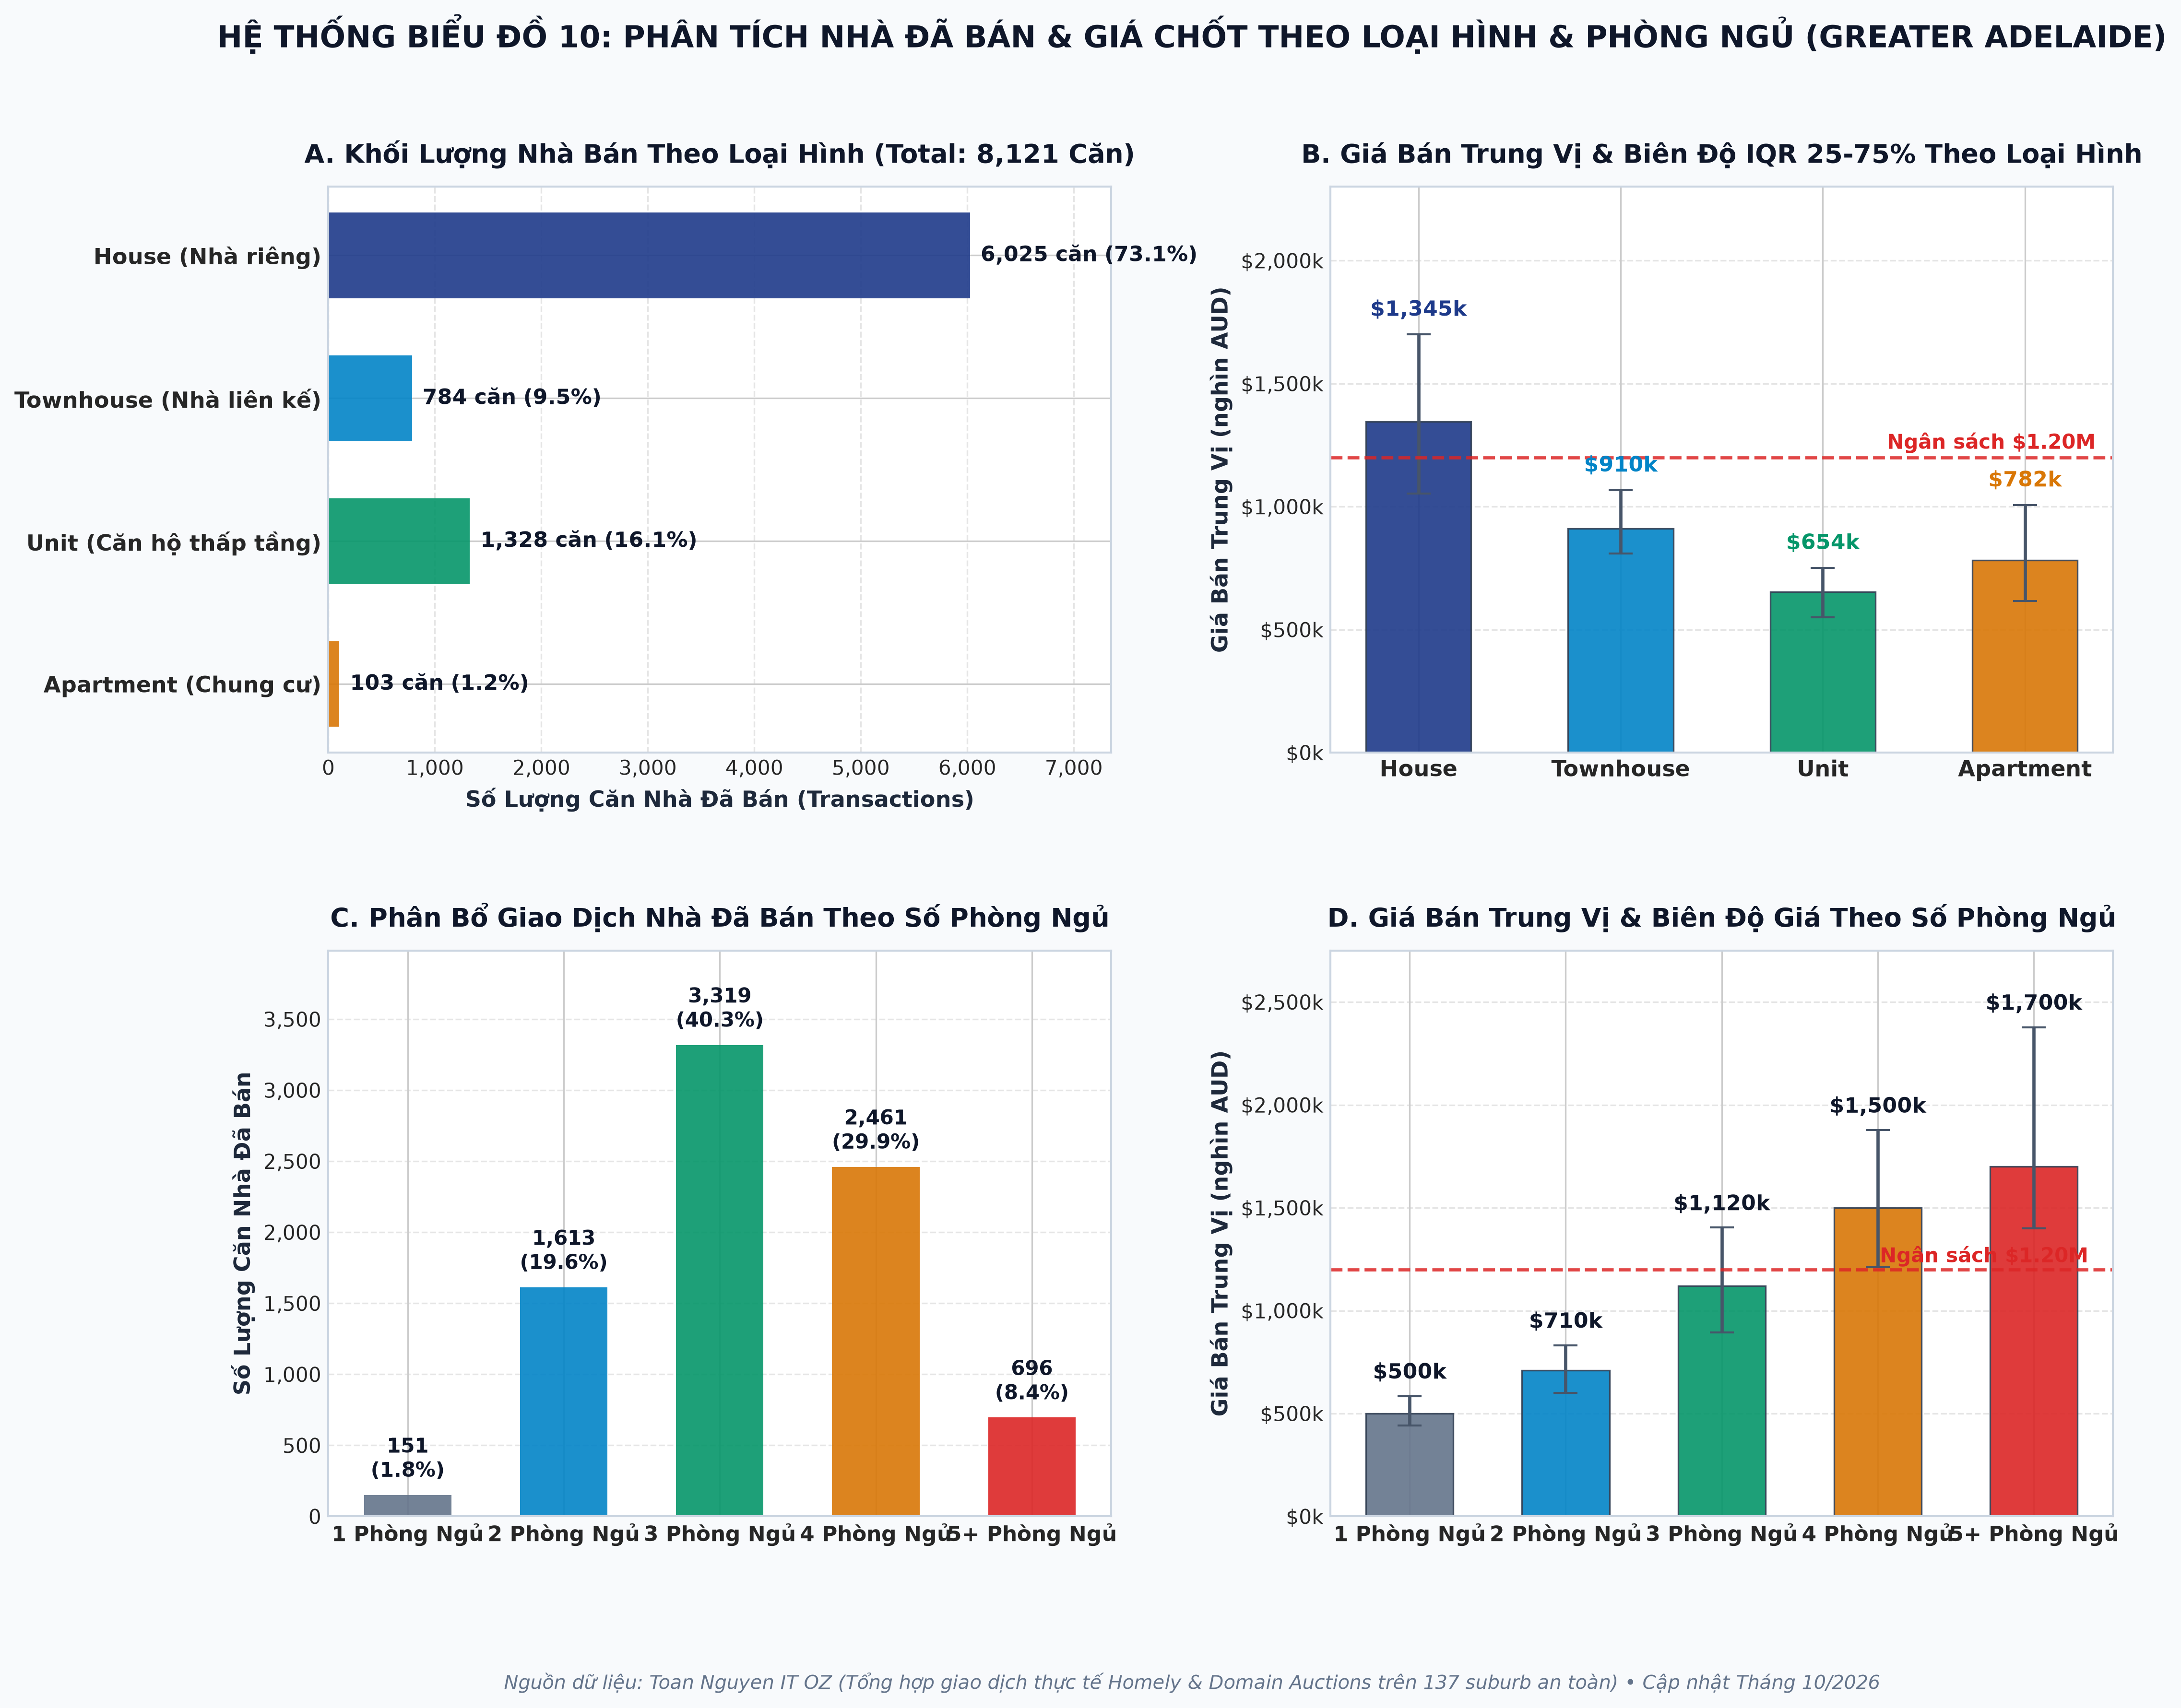 HỆ THỐNG BIỂU ĐỒ 10: PHÂN TÍCH NHÀ ĐÃ BÁN & GIÁ CHỐT THEO LOẠI HÌNH & PHÒNG NGỦ (GREATER ADELAIDE)
A. Khối Lượng Nhà Bán Theo Loại Hình (Total: 8,121 Căn)
House (Nhà riêng)
6,025 căn (73.1%)
Townhouse (Nhà liên kế)
784 căn (9.5%)
Unit (Căn hộ thấp tầng)
1,328 căn (16.1%)
Apartment (Chung cư)
103 căn (1.2%)
0 1,000 2,000 3,000 4,000 5,000 6,000 7,000
Số Lượng Căn Nhà Đã Bán (Transactions)
B. Giá Bán Trung Vị & Biên Độ IQR 25-75% Theo Loại Hình
Giá Bán Trung Vị (nghìn AUD)
$2,000k
$1,500k
$1,000k
$500k
$0k
$1,345k
$910k
$654k
$782k
Ngân sách $1.20M
House Townhouse Unit Apartment
C. Phân Bổ Giao Dịch Nhà Đã Bán Theo Số Phòng Ngủ
Số Lượng Căn Nhà Đã Bán
3,500
3,000
2,500
2,000
1,500
1,000
500
0
151
(1.8%)
1,613
(19.6%)
3,319
(40.3%)
2,461
(29.9%)
696
(8.4%)
1 Phòng Ngủ 2 Phòng Ngủ 3 Phòng Ngủ 4 Phòng Ngủ 5+ Phòng Ngủ
D. Giá Bán Trung Vị & Biên Độ Giá Theo Số Phòng Ngủ
Giá Bán Trung Vị (nghìn AUD)
$2,500k
$2,000k
$1,500k
$1,000k
$500k
$0k
$500k
$710k
$1,120k
$1,500k
$1,700k
Ngân sách $1.20M
1 Phòng Ngủ 2 Phòng Ngủ 3 Phòng Ngủ 4 Phòng Ngủ 5+ Phòng Ngủ
Nguồn dữ liệu: Toan Nguyen IT OZ (Tổng hợp giao dịch thực tế Homely & Domain Auctions trên 137 suburb an toàn) • Cập nhật Tháng 10/2026